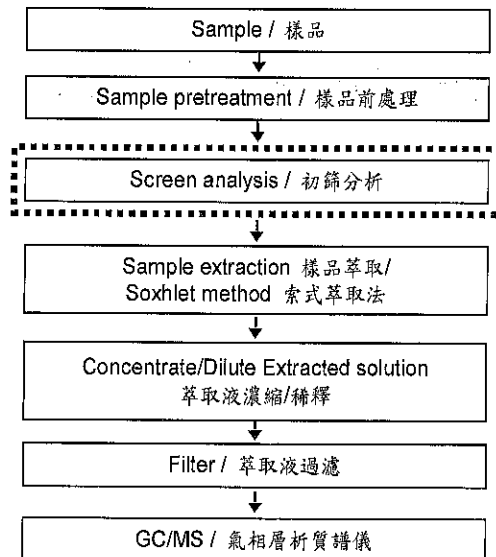 Sample / 樣品
Sample pretreatment / 樣品前處理
Screen analysis / 初篩分析
Sample extraction 樣品萃取/
Soxhlet method 索式萃取法
Concentrate/Dilute Extracted solution
萃取液濃縮/稀釋
Filter / 萃取液過濾
GC/MS / 氣相層析質譜儀